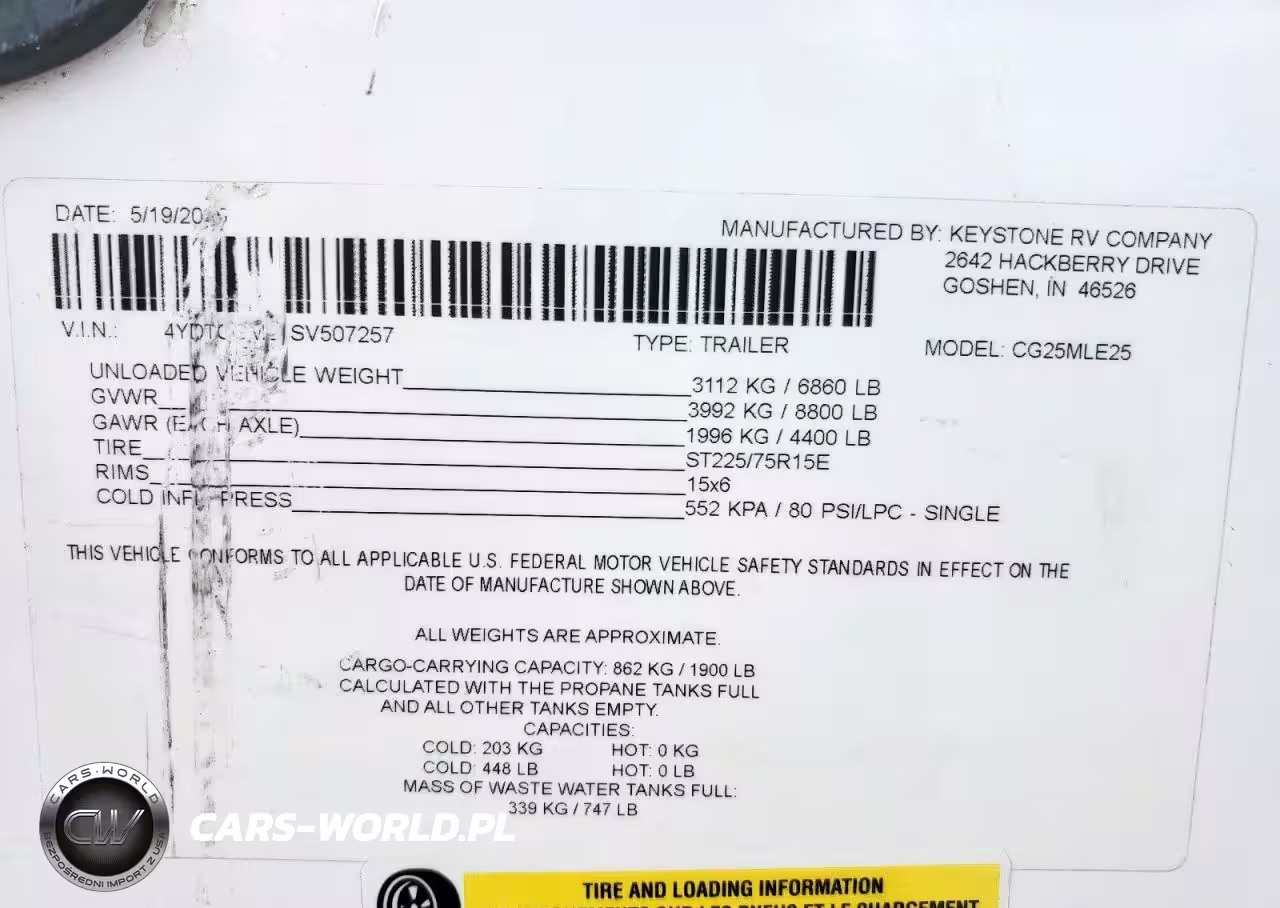 DATE: 5/19/20
MANUFACTURED BY: KEYSTONE RV COMPANY
2642 HACKBERRY DRIVE
GOSHEN, IN 46526
V.I.N.: SV507257
TYPE: TRAILER
MODEL: CG25MLE25
UNLOADED VEHICLE WEIGHT 3112 KG / 6860 LB
GVWR 3992 KG / 8800 LB
GAWR (EACH AXLE) 1996 KG / 4400 LB
TIRE ST225/75R15E
RIMS 15x6
COLD INFL PRESS 552 KPA / 80 PSI/LPC - SINGLE
THIS VEHICLE CONFORMS TO ALL APPLICABLE U.S. FEDERAL MOTOR VEHICLE SAFETY STANDARDS IN EFFECT ON THE
DATE OF MANUFACTURE SHOWN ABOVE.
ALL WEIGHTS ARE APPROXIMATE.
CARGO-CARRYING CAPACITY: 862 KG / 1900 LB
CALCULATED WITH THE PROPANE TANKS FULL
AND ALL OTHER TANKS EMPTY.
CAPACITIES:
COLD: 203 KG HOT: 0 KG
COLD: 448 LB HOT: 0 LB
MASS OF WASTE WATER TANKS FULL:
339 KG / 747 LB
CARS-WORLD
CW
BEZPOŚREDNI IMPORT Z USA
CARS-WORLD.PL
TIRE AND LOADING INFORMATION